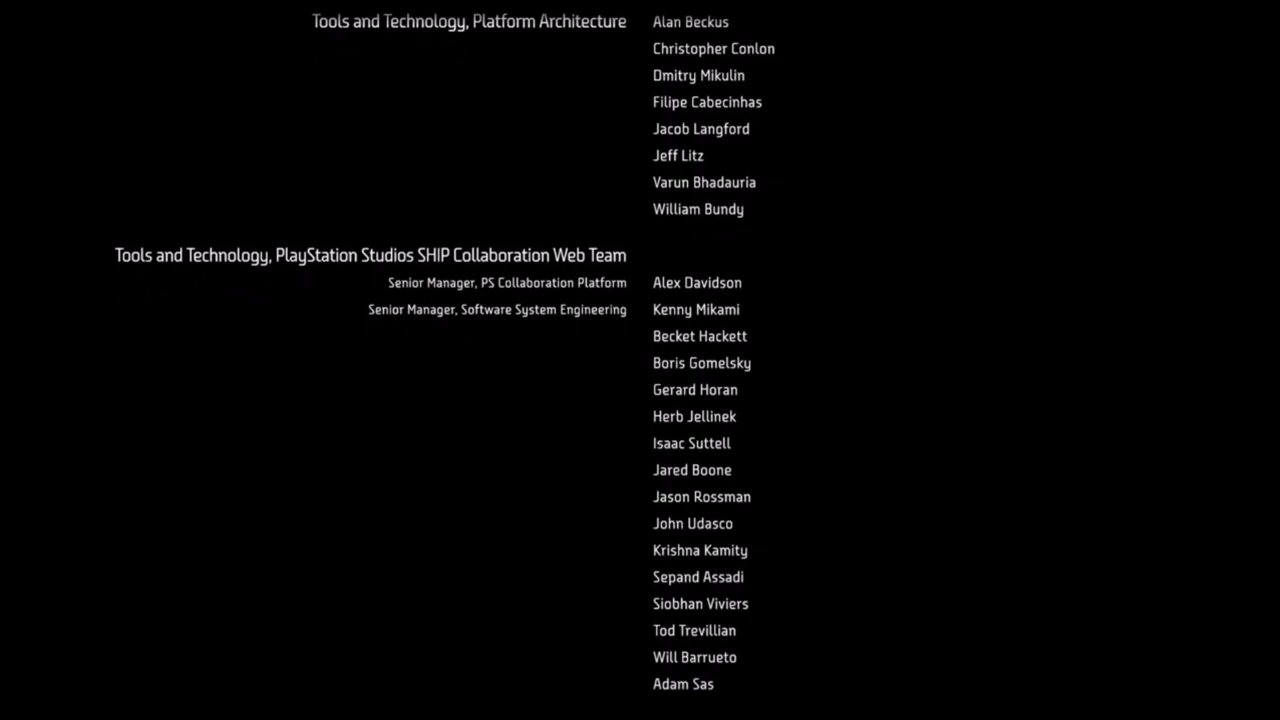 Tools and Technology, Platform Architecture Alan Beckus
Christopher Conlon
Dmitry Mikulin
Filipe Cabecinhas
Jacob Langford
Jeff Litz
Varun Bhadauria
William Bundy
Tools and Technology, PlayStation Studios SHIP Collaboration Web Team
Senior Manager, PS Collaboration Platform Alex Davidson
Senior Manager, Software System Engineering Kenny Mikami
Becket Hackett
Boris Gomelsky
Gerard Horan
Herb Jellinek
Isaac Suttell
Jared Boone
Jason Rossman
John Udasco
Krishna Kamity
Sepand Assadi
Siobhan Viviers
Tod Trevillian
Will Barrueto
Adam Sas